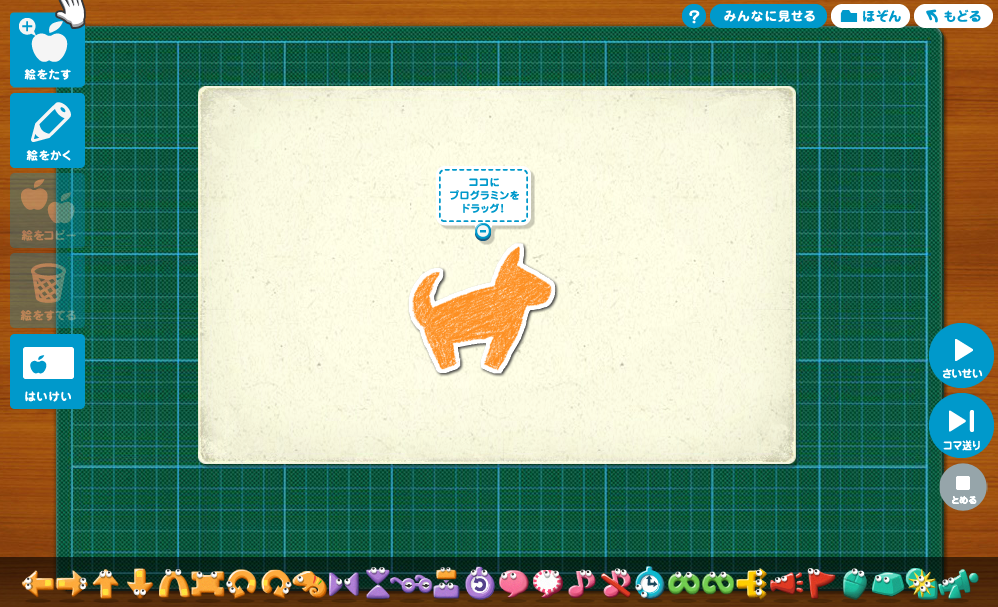 ?
みんなに見せる
ほぞん
もどる
絵をたす
絵をかく
絵をコピー
絵をすてる
はいけい
ココに
プログラミンを
ドラッグ!
さいせい
コマ送り
とめる